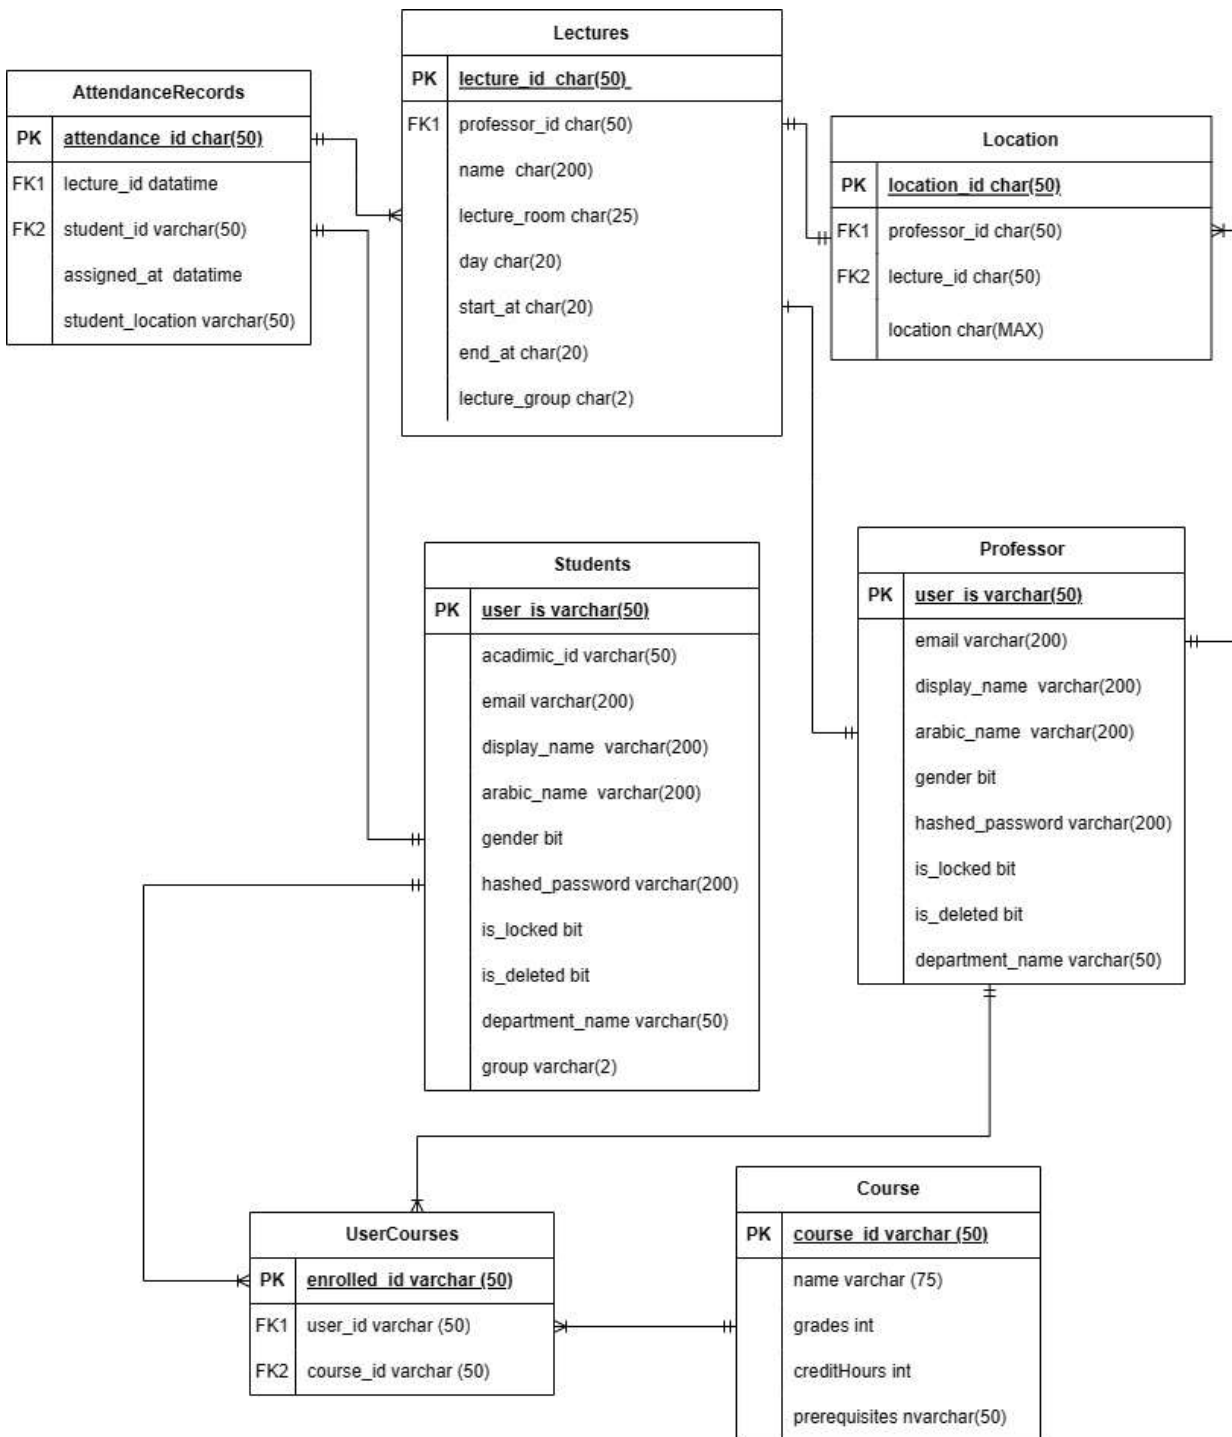 Lectures
PK lecture_id char(50)
FK1 professor_id char(50)
name char(200)
lecture_room char(25)
day char(20)
start_at char(20)
end_at char(20)
lecture_group char(2)
AttendanceRecords
PK attendance_id char(50)
FK1 lecture_id datatime
FK2 student_id varchar(50)
assigned_at datatime
student_location varchar(50)
Location
PK location_id char(50)
FK1 professor_id char(50)
FK2 lecture_id char(50)
location char(MAX)
Students
PK user_is varchar(50)
acadimic_id varchar(50)
email varchar(200)
display_name varchar(200)
arabic_name varchar(200)
gender bit
hashed_password varchar(200)
is_locked bit
is_deleted bit
department_name varchar(50)
group varchar(2)
Professor
PK user_is varchar(50)
email varchar(200)
display_name varchar(200)
arabic_name varchar(200)
gender bit
hashed_password varchar(200)
is_locked bit
is_deleted bit
department_name varchar(50)
UserCourses
PK enrolled_id varchar (50)
FK1 user_id varchar (50)
FK2 course_id varchar (50)
Course
PK course_id varchar (50)
name varchar (75)
grades int
creditHours int
prerequisites nvarchar(50)